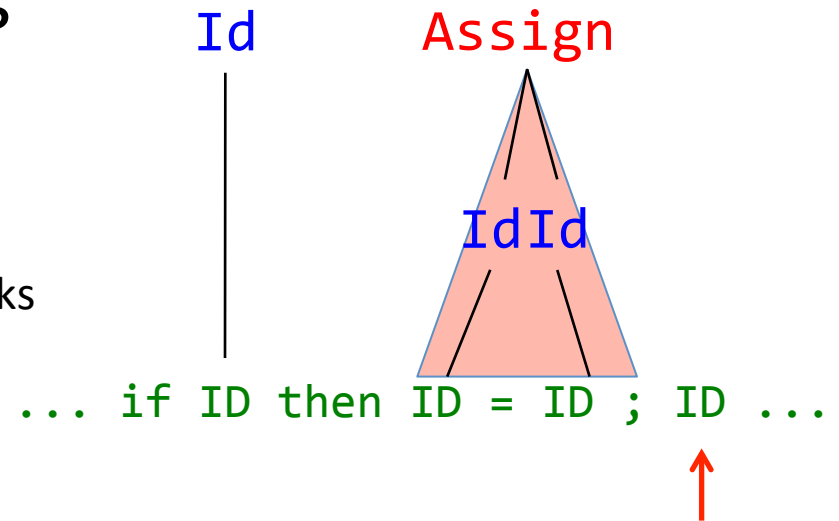 ?
Id Assign
IdId
ks
... if ID then ID = ID ; ID ...